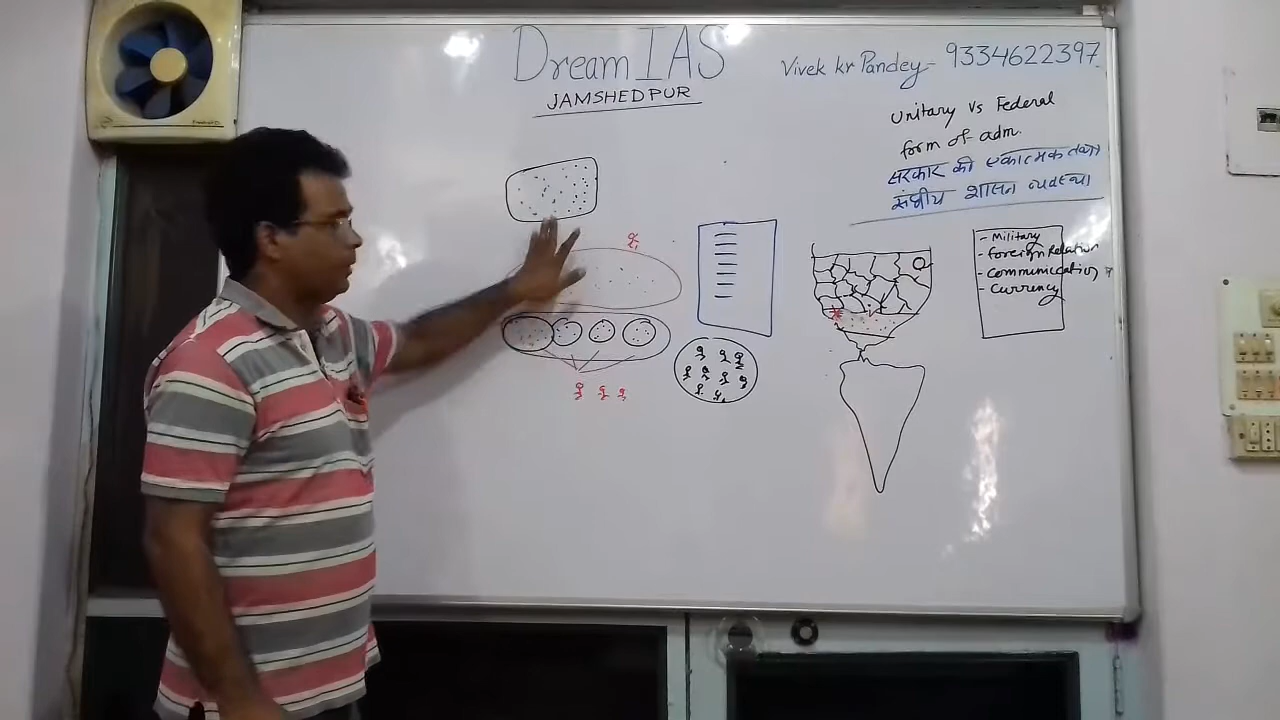 Dream IAS
JAMSHEDPUR
Vivek kr Pandey - 9334622397
Unitary vs Federal
form of adm.
सरकार की एकात्मक तथा
संघीय शासन व्यवस्था
- Military
- foreign Relation
- Communication
- Currency